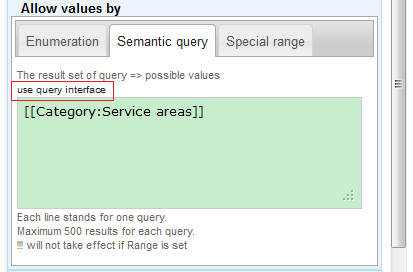 Allow values by
Enumeration Semantic query Special range
The result set of query => possible values
use query interface
[[Category:Service areas]]
Each line stands for one query.
Maximum 500 results for each query.
will not take effect if Range is set